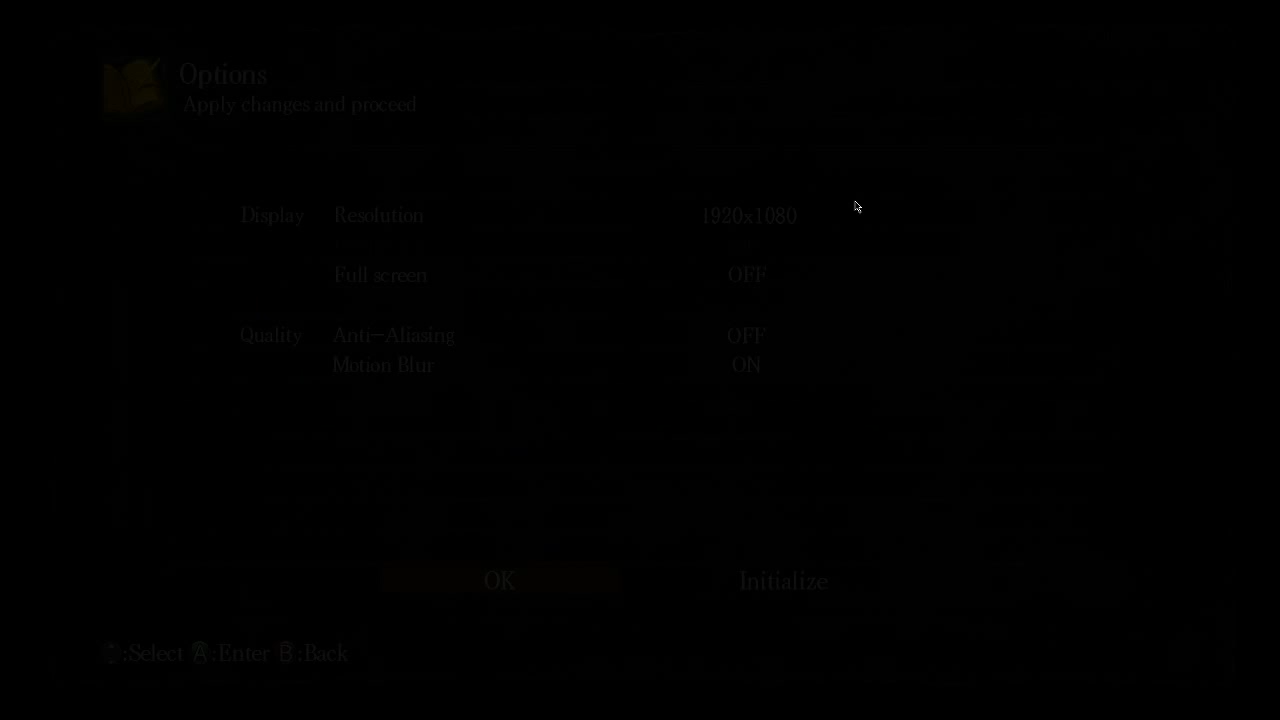 Options
Apply changes and proceed
Display Resolution 1920x1080
Full screen OFF
Quality Anti-Aliasing OFF
Motion Blur ON
OK Initialize
:Select A:Enter B:Back